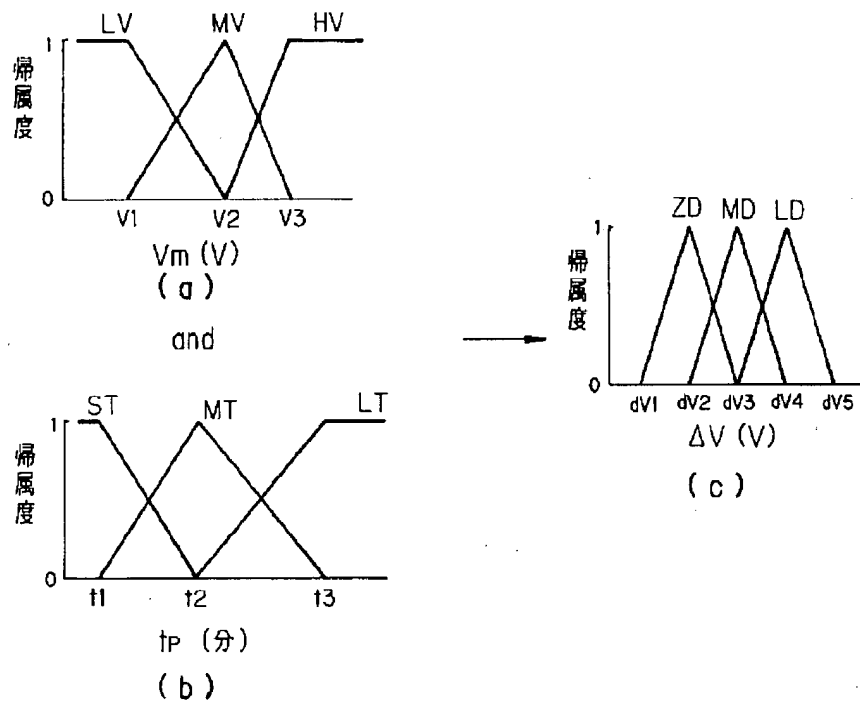 LV MV HV
1
帰属度
0
V1 V2 V3
Vm (V)
(a)
and
ST MT LT
1
帰属度
0
t1 t2 t3
tP (分)
(b)
ZD MD LD
1
帰属度
0
dV1 dV2 dV3 dV4 dV5
ΔV (V)
(c)